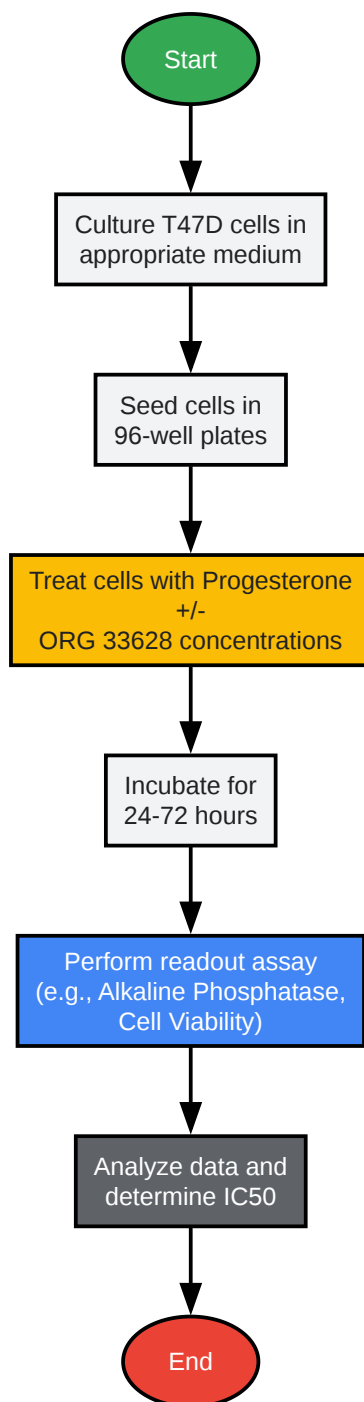 Start
Culture T47D cells in
appropriate medium
Seed cells in
96-well plates
Treat cells with Progesterone
+/-
ORG 33628 concentrations
Incubate for
24-72 hours
Perform readout assay
(e.g., Alkaline Phosphatase,
Cell Viability)
Analyze data and
determine IC50
End